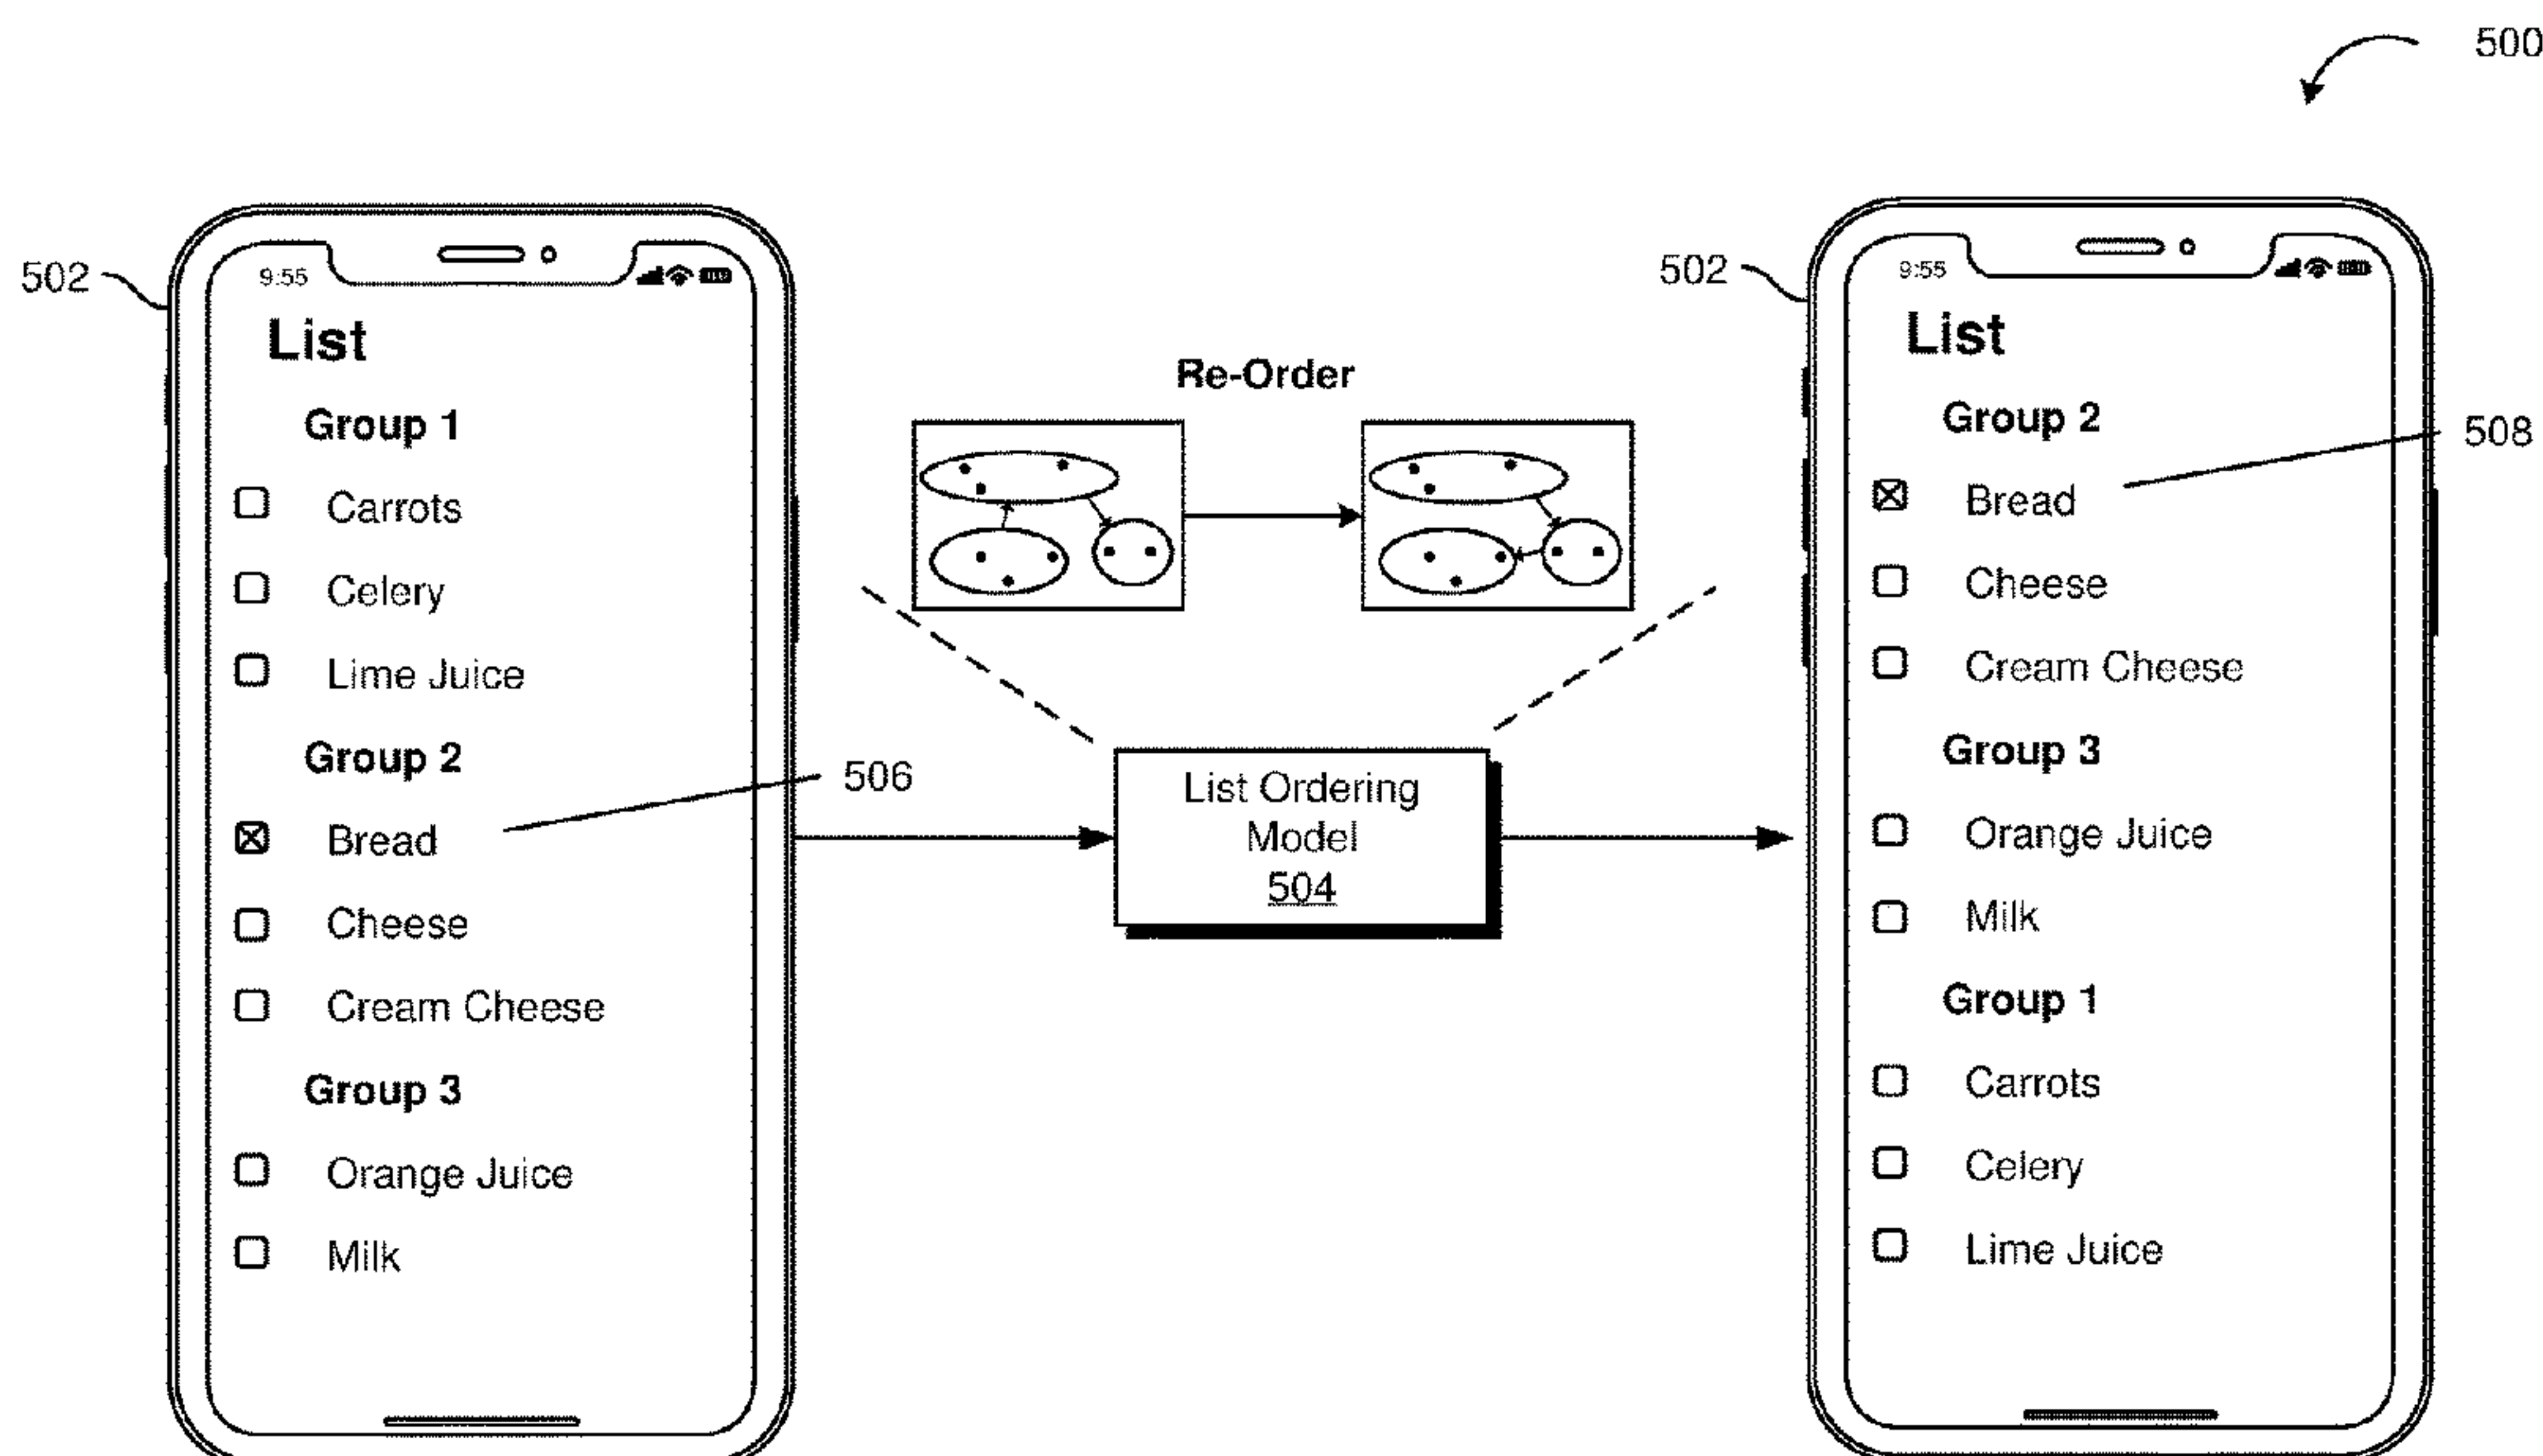 500
502
9:55
List
Group 1
Carrots
Celery
Lime Juice
Group 2
506
Bread
Cheese
Cream Cheese
Group 3
Orange Juice
Milk
Re-Order
List Ordering
Model
504
502
9:55
List
Group 2
508
Bread
Cheese
Cream Cheese
Group 3
Orange Juice
Milk
Group 1
Carrots
Celery
Lime Juice